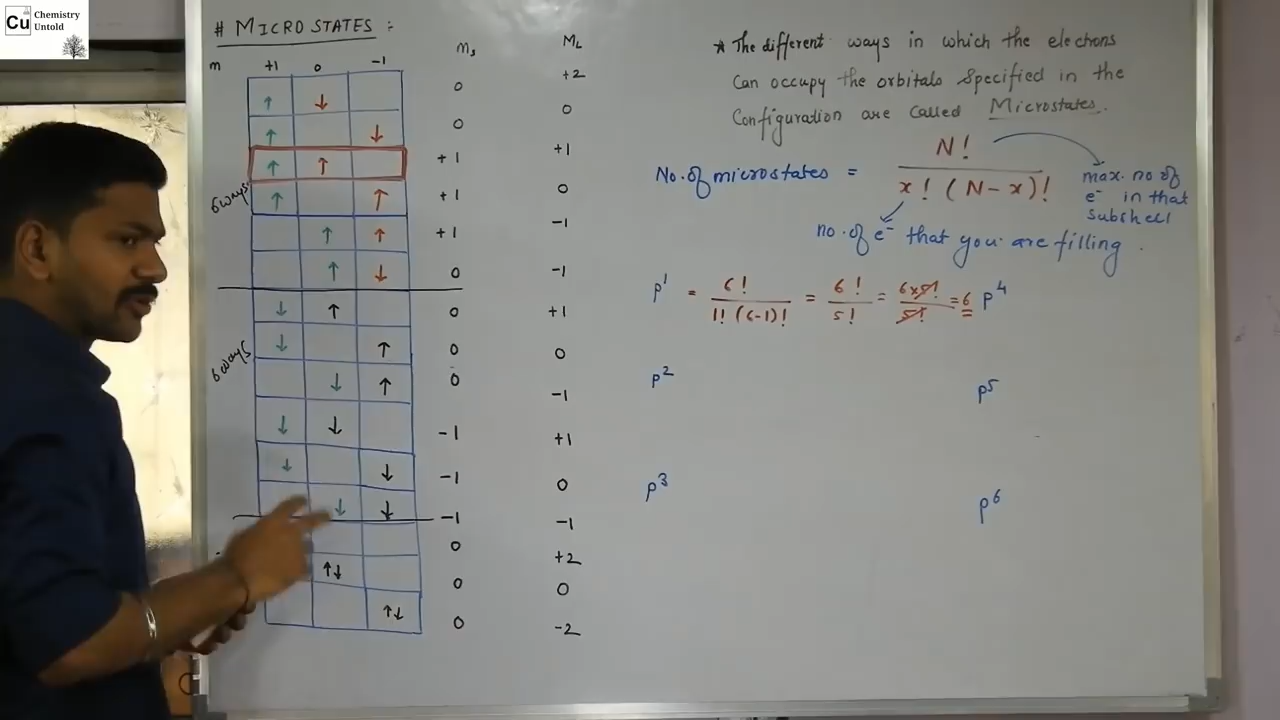 Cu Chemistry
Untold
# MICROSTATES :
m +1 0 -1 Ms ML
↑ ↓ 0 +2
↑ ↓ 0 0
↑ ↑ +1 +1
↑ ↑ +1 0
↑ ↑ +1 -1
↑ ↓ 0 -1
6 ways
↓ ↑ 0 +1
↓ ↑ 0 0
↓ ↑ 0 -1
↓ ↓ -1 +1
↓ ↓ -1 0
↓ ↓ -1 -1
6 ways
0 +2
↑↓ 0 0
↑↓ 0 -2
* The different ways in which the electrons
Can occupy the orbitals Specified in the
Configuration are called Microstates.
No. of microstates = N! / x! (N-x)!
max. no of
e⁻ in that
subshell
no. of e⁻ that you are filling.
p¹ = 6! / 1! (6-1)! = 6! / 5! = 6x5! / 5! = 6
p⁴
p²
p⁵
p³
p⁶